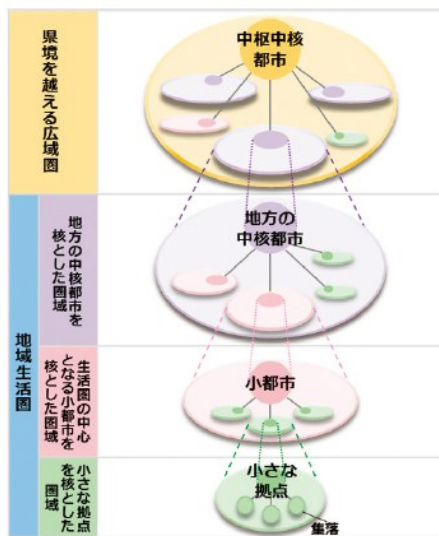 県境を越える広域圏
中枢中核
都市
地域生活圏
地方の中核都市を
核とした圏域
地方の
中核都市
生活圏の中心
となる小都市を
核とした圏域
小都市
小さな拠点
を核とした
圏域
小さな
拠点
集落